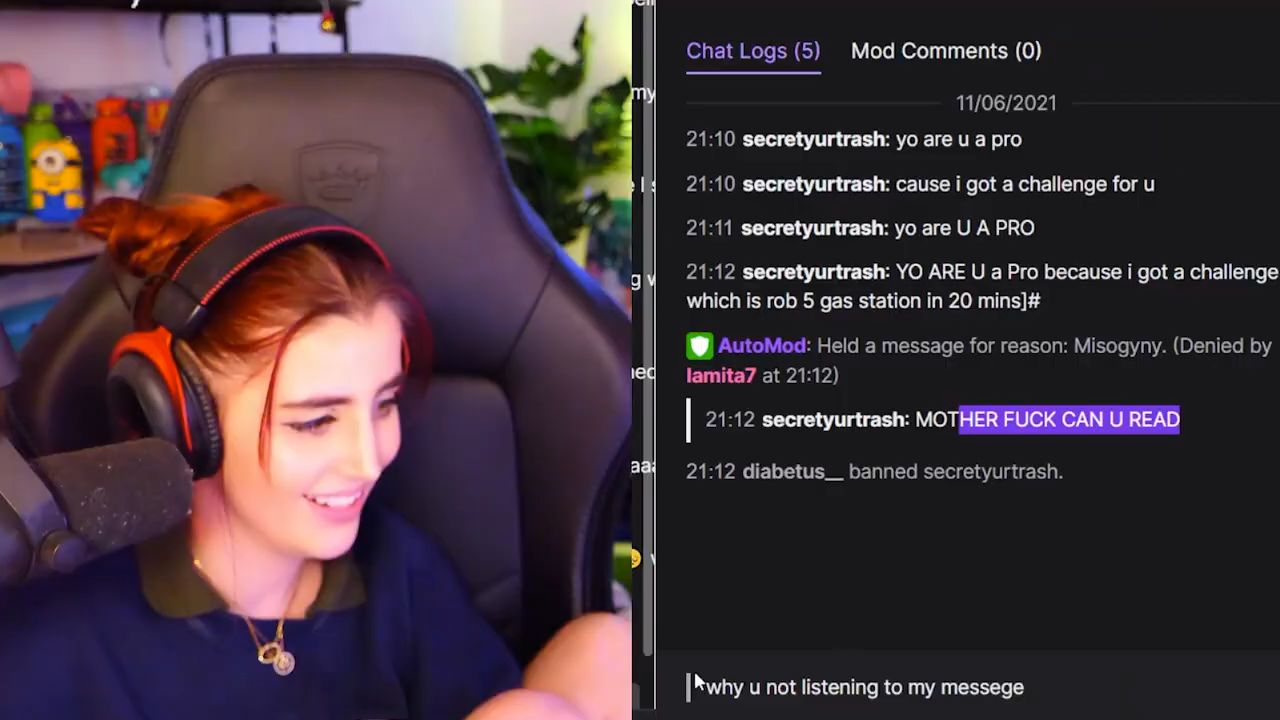 Chat Logs (5) Mod Comments (0)
11/06/2021
21:10 secretyurtrash: yo are u a pro
21:10 secretyurtrash: cause i got a challenge for u
21:11 secretyurtrash: yo are U A PRO
21:12 secretyurtrash: YO ARE U a Pro because i got a challenge
which is rob 5 gas station in 20 mins]#
AutoMod: Held a message for reason: Misogyny. (Denied by
lamita7 at 21:12)
21:12 secretyurtrash: MOTHER FUCK CAN U READ
21:12 diabetus__ banned secretyurtrash.
why u not listening to my messege